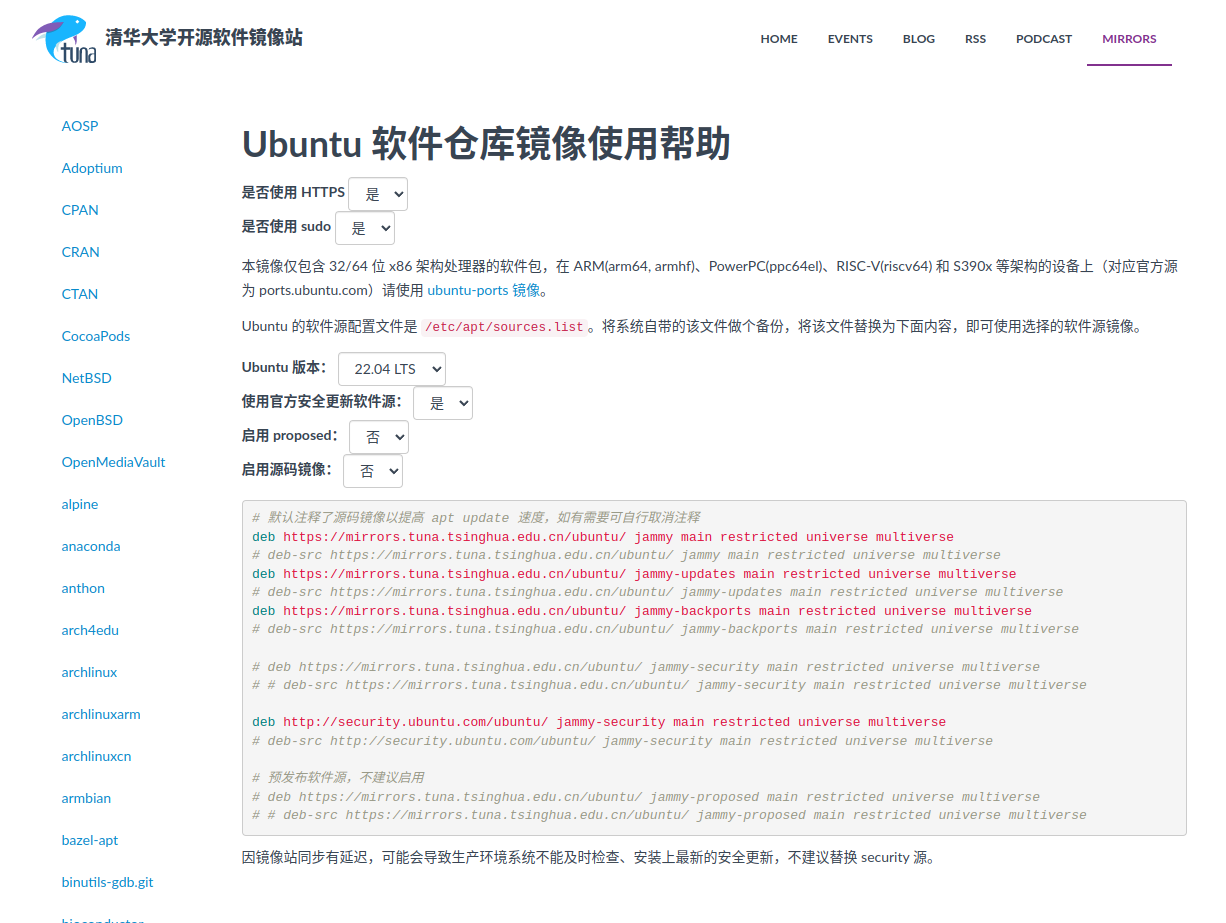 tuna 清华大学开源软件镜像站
HOME EVENTS BLOG RSS PODCAST MIRRORS
AOSP
Adoptium
CPAN
CRAN
CTAN
CocoaPods
NetBSD
OpenBSD
OpenMediaVault
alpine
anaconda
anthon
arch4edu
archlinux
archlinuxarm
archlinuxcn
armbian
bazel-apt
binutils-gdb.git
bioconductor
Ubuntu 软件仓库镜像使用帮助
是否使用 HTTPS 是
是否使用 sudo 是
本镜像仅包含 32/64 位 x86 架构处理器的软件包，在 ARM(arm64, armhf)、PowerPC(ppc64el)、RISC-V(riscv64) 和 S390x 等架构的设备上（对应官方源
为 ports.ubuntu.com）请使用 ubuntu-ports 镜像。
Ubuntu 的软件源配置文件是 /etc/apt/sources.list。将系统自带的该文件做个备份，将该文件替换为下面内容，即可使用选择的软件源镜像。
Ubuntu 版本： 22.04 LTS
使用官方安全更新软件源： 是
启用 proposed： 否
启用源码镜像： 否
# 默认注释了源码镜像以提高 apt update 速度，如有需要可自行取消注释
deb https://mirrors.tuna.tsinghua.edu.cn/ubuntu/ jammy main restricted universe multiverse
# deb-src https://mirrors.tuna.tsinghua.edu.cn/ubuntu/ jammy main restricted universe multiverse
deb https://mirrors.tuna.tsinghua.edu.cn/ubuntu/ jammy-updates main restricted universe multiverse
# deb-src https://mirrors.tuna.tsinghua.edu.cn/ubuntu/ jammy-updates main restricted universe multiverse
deb https://mirrors.tuna.tsinghua.edu.cn/ubuntu/ jammy-backports main restricted universe multiverse
# deb-src https://mirrors.tuna.tsinghua.edu.cn/ubuntu/ jammy-backports main restricted universe multiverse
# deb https://mirrors.tuna.tsinghua.edu.cn/ubuntu/ jammy-security main restricted universe multiverse
# # deb-src https://mirrors.tuna.tsinghua.edu.cn/ubuntu/ jammy-security main restricted universe multiverse
deb http://security.ubuntu.com/ubuntu/ jammy-security main restricted universe multiverse
# deb-src http://security.ubuntu.com/ubuntu/ jammy-security main restricted universe multiverse
# 预发布软件源，不建议启用
# deb https://mirrors.tuna.tsinghua.edu.cn/ubuntu/ jammy-proposed main restricted universe multiverse
# # deb-src https://mirrors.tuna.tsinghua.edu.cn/ubuntu/ jammy-proposed main restricted universe multiverse
因镜像站同步有延迟，可能会导致生产环境系统不能及时检查、安装上最新的安全更新，不建议替换 security 源。